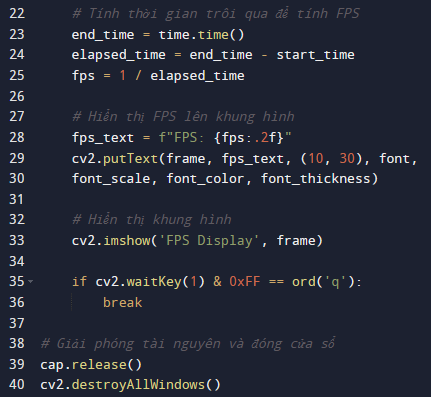 22 # Tính thời gian trôi qua để tính FPS
23 end_time = time.time()
24 elapsed_time = end_time - start_time
25 fps = 1 / elapsed_time
26
27 # Hiển thị FPS lên khung hình
28 fps_text = f"FPS: {fps:.2f}"
29 cv2.putText(frame, fps_text, (10, 30), font,
30 font_scale, font_color, font_thickness)
31
32 # Hiển thị khung hình
33 cv2.imshow('FPS Display', frame)
34
35 if cv2.waitKey(1) & 0xFF == ord('q'):
36 break
37
38 # Giải phóng tài nguyên và đóng cửa sổ
39 cap.release()
40 cv2.destroyAllWindows()